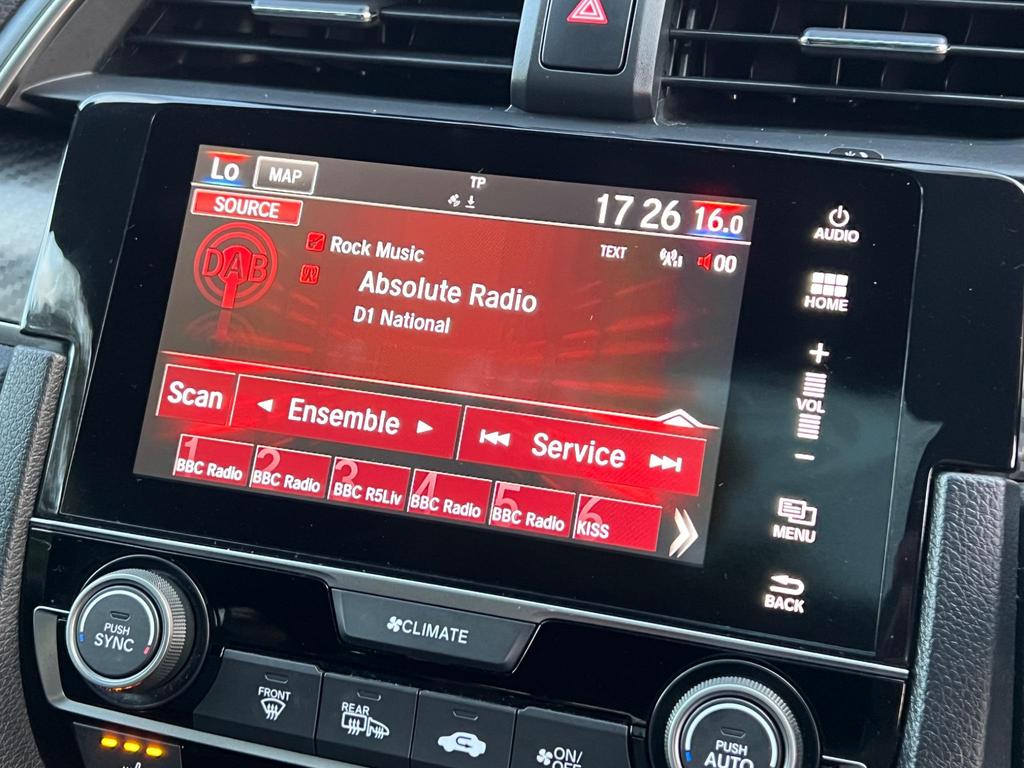 Lo MAP TP 17 26 16.0
SOURCE
TEXT 00
DAB
Rock Music
Absolute Radio
D1 National
Scan Ensemble Service
1 2 3 4 5 6
BBC Radio BBC Radio BBC R5Liv BBC Radio BBC Radio KISS
AUDIO
HOME
+
VOL
−
MENU
BACK
PUSH
SYNC
CLIMATE
FRONT
REAR
ON/
OFF
PUSH
AUTO